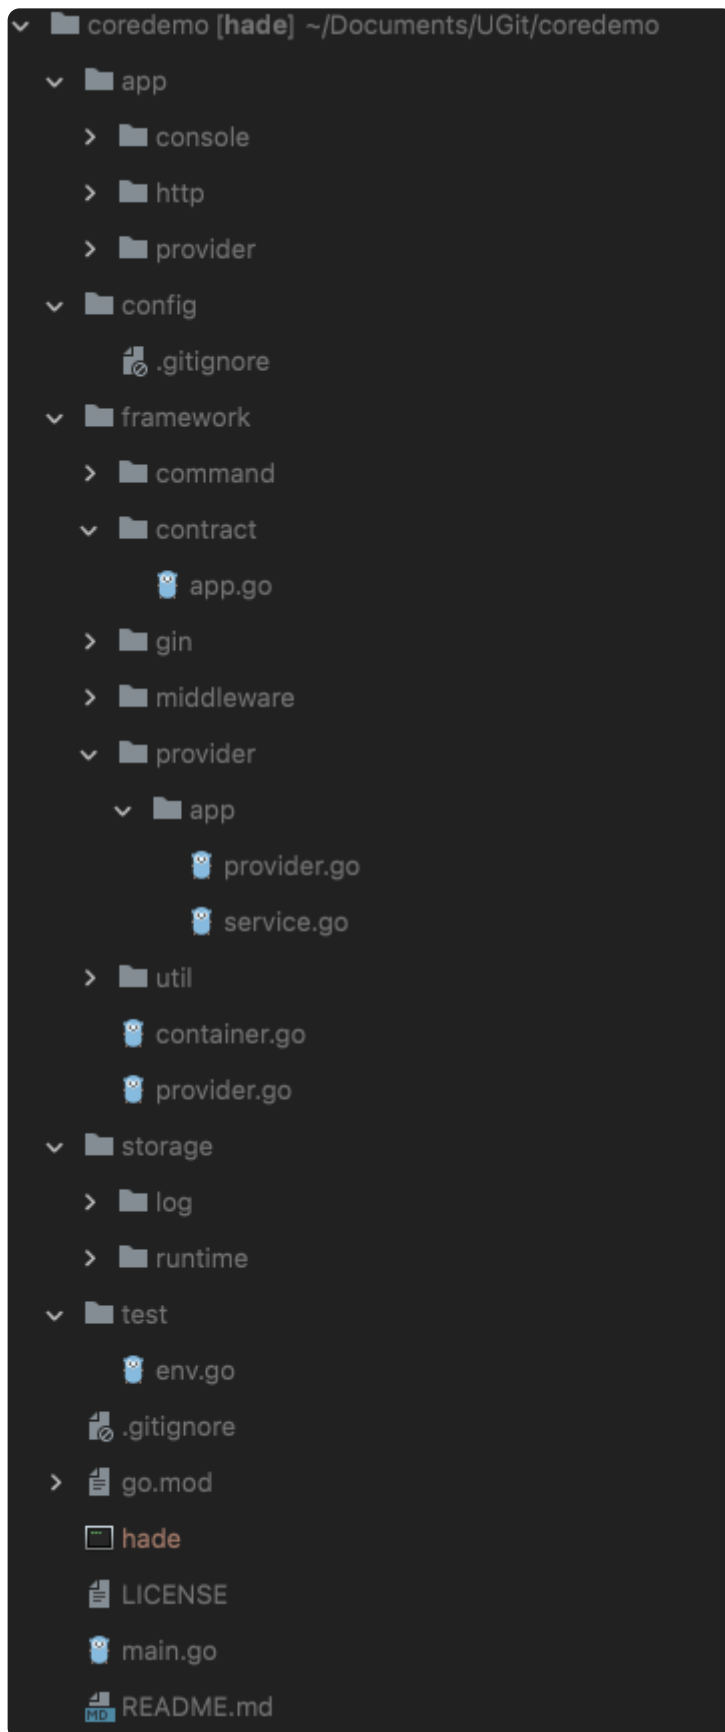 coredemo [hade] ~/Documents/UGit/coredemo
app
console
http
provider
config
.gitignore
framework
command
contract
app.go
gin
middleware
provider
app
provider.go
service.go
util
container.go
provider.go
storage
log
runtime
test
env.go
.gitignore
go.mod
hade
LICENSE
main.go
MD README.md